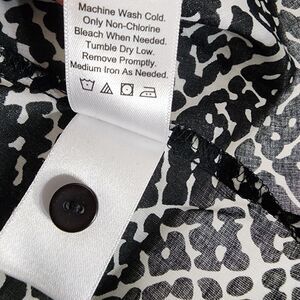 Machine Wash Cold.
Only Non-Chlorine
Bleach When Needed.
Tumble Dry Low.
Remove Promptly.
Medium Iron As Needed.